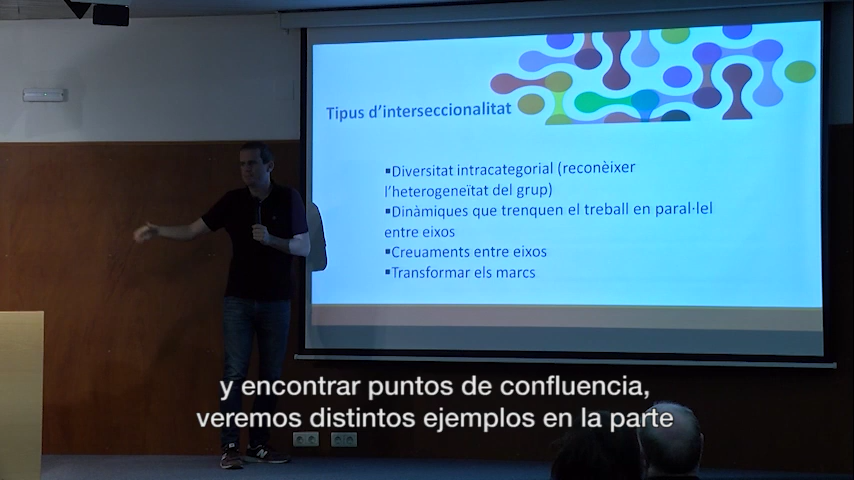 Tipus d'interseccionalitat
▪Diversitat intracategorial (reconèixer
l'heterogeneïtat del grup)
▪Dinàmiques que trenquen el treball en paral·lel
entre eixos
▪Creuaments entre eixos
▪Transformar els marcs
y encontrar puntos de confluencia,
veremos distintos ejemplos en la parte